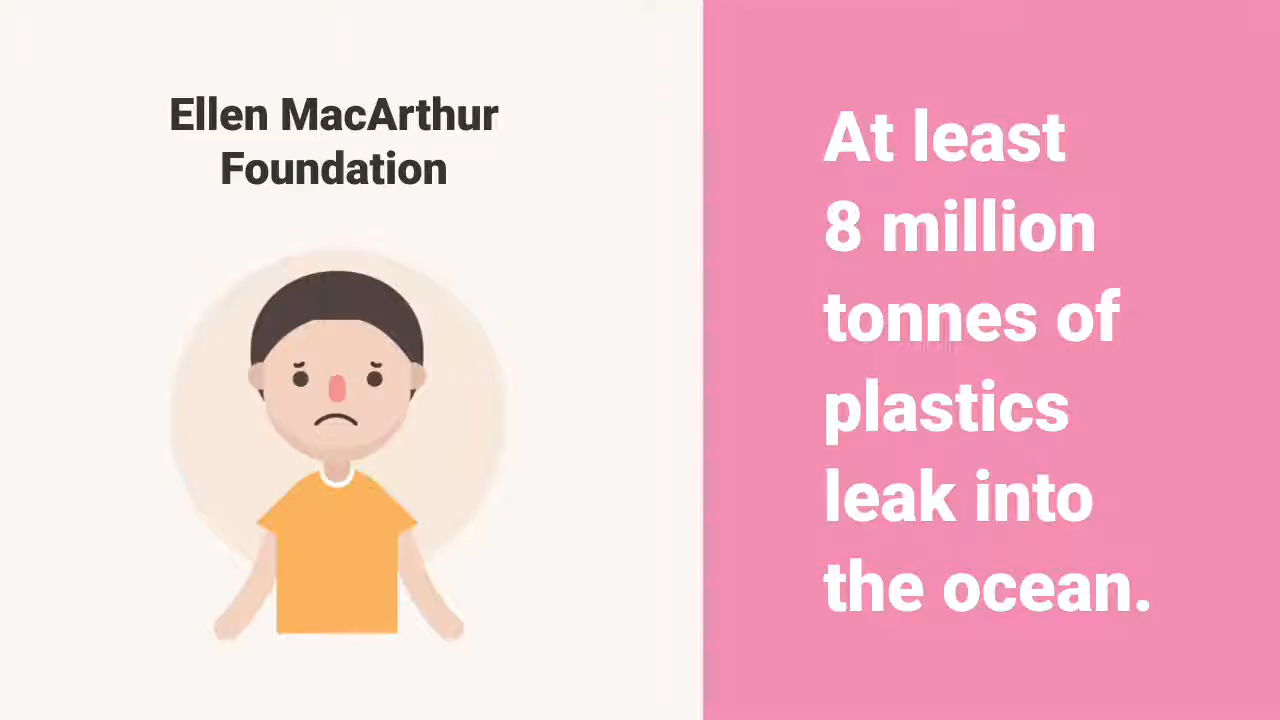 Ellen MacArthur
Foundation
At least
8 million
tonnes of
plastics
leak into
the ocean.